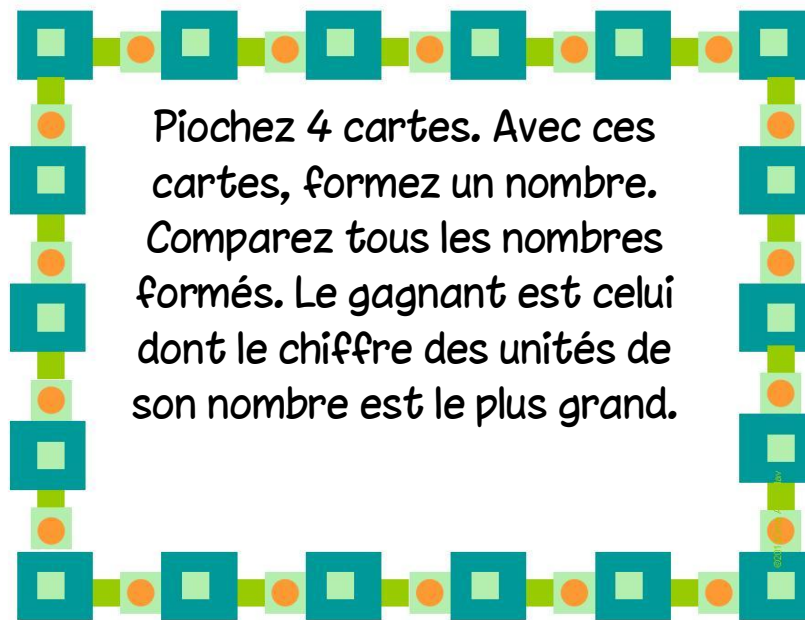 Piochez 4 cartes. Avec ces
cartes, formez un nombre.
Comparez tous les nombres
formés. Le gagnant est celui
dont le chiffre des unités de
son nombre est le plus grand.